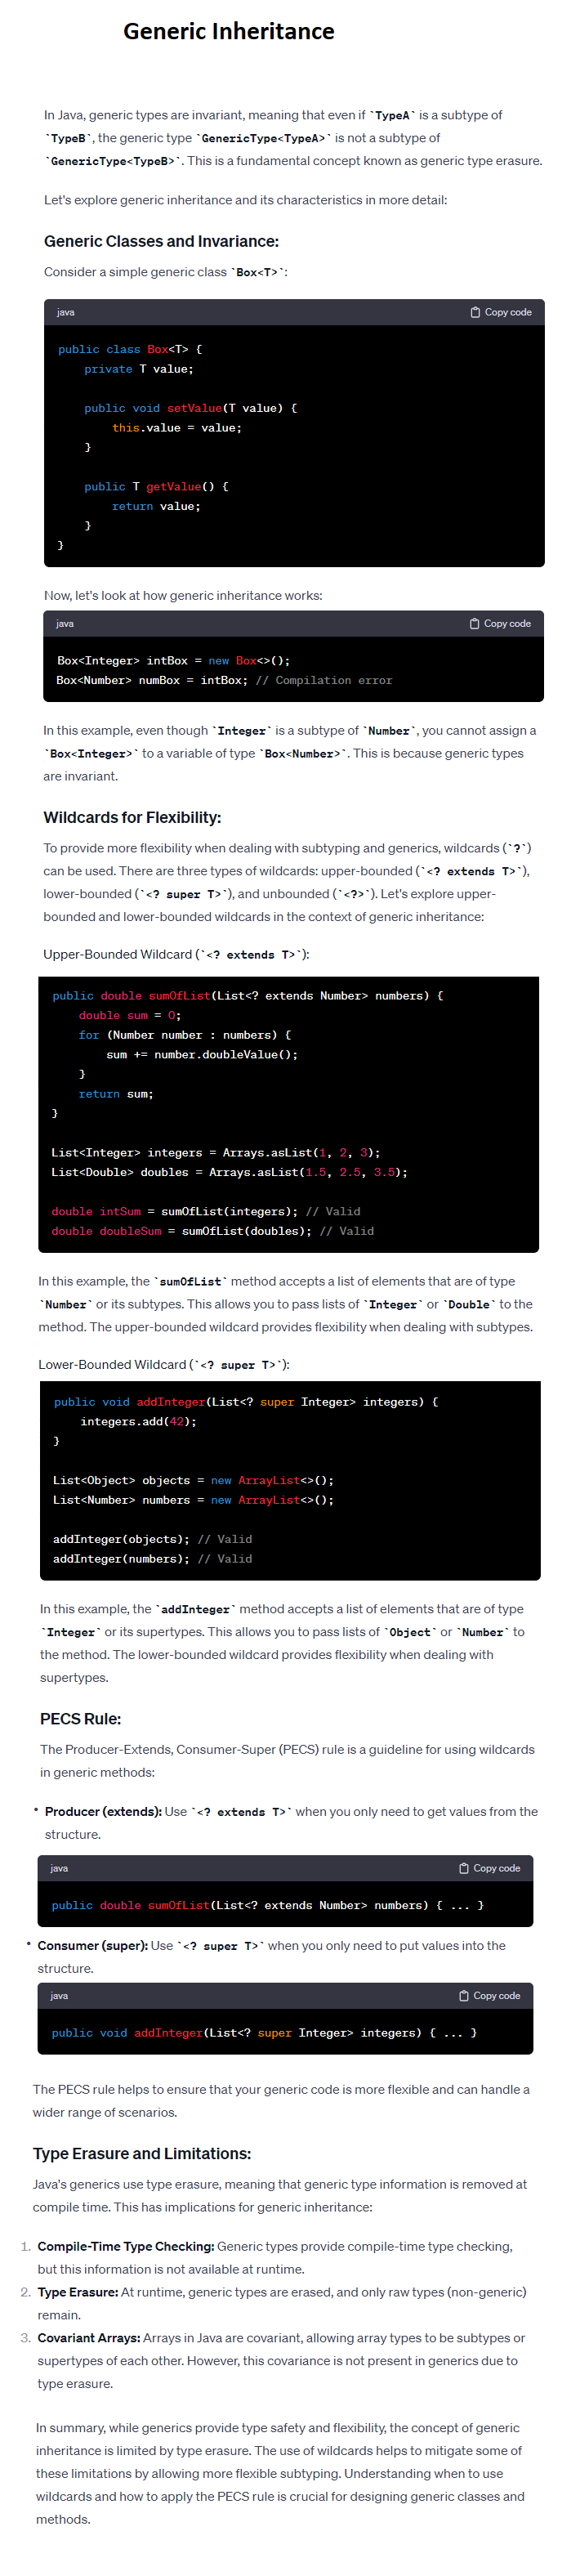 Generic Inheritance
In Java, generic types are invariant, meaning that even if `TypeA` is a subtype of
`TypeB`, the generic type `GenericType<TypeA>` is not a subtype of
`GenericType<TypeB>`. This is a fundamental concept known as generic type erasure.
Let's explore generic inheritance and its characteristics in more detail:
Generic Classes and Invariance:
Consider a simple generic class `Box<T>`:
java Copy code
public class Box<T> {
    private T value;
    public void setValue(T value) {
        this.value = value;
    }
    public T getValue() {
        return value;
    }
}
Now, let's look at how generic inheritance works:
java Copy code
Box<Integer> intBox = new Box<>();
Box<Number> numBox = intBox; // Compilation error
In this example, even though `Integer` is a subtype of `Number`, you cannot assign a
`Box<Integer>` to a variable of type `Box<Number>`. This is because generic types
are invariant.
Wildcards for Flexibility:
To provide more flexibility when dealing with subtyping and generics, wildcards (`?`)
can be used. There are three types of wildcards: upper-bounded (`<? extends T>`),
lower-bounded (`<? super T>`), and unbounded (`<?>`). Let's explore upper-
bounded and lower-bounded wildcards in the context of generic inheritance:
Upper-Bounded Wildcard (`<? extends T>`):
public double sumOfList(List<? extends Number> numbers) {
    double sum = 0;
    for (Number number : numbers) {
        sum += number.doubleValue();
    }
    return sum;
}
List<Integer> integers = Arrays.asList(1, 2, 3);
List<Double> doubles = Arrays.asList(1.5, 2.5, 3.5);
double intSum = sumOfList(integers); // Valid
double doubleSum = sumOfList(doubles); // Valid
In this example, the `sumOfList` method accepts a list of elements that are of type
`Number` or its subtypes. This allows you to pass lists of `Integer` or `Double` to the
method. The upper-bounded wildcard provides flexibility when dealing with subtypes.
Lower-Bounded Wildcard (`<? super T>`):
public void addInteger(List<? super Integer> integers) {
    integers.add(42);
}
List<Object> objects = new ArrayList<>();
List<Number> numbers = new ArrayList<>();
addInteger(objects); // Valid
addInteger(numbers); // Valid
In this example, the `addInteger` method accepts a list of elements that are of type
`Integer` or its supertypes. This allows you to pass lists of `Object` or `Number` to
the method. The lower-bounded wildcard provides flexibility when dealing with
supertypes.
PECS Rule:
The Producer-Extends, Consumer-Super (PECS) rule is a guideline for using wildcards
in generic methods:
• Producer (extends): Use `<? extends T>` when you only need to get values from the
structure.
java Copy code
public double sumOfList(List<? extends Number> numbers) { ... }
• Consumer (super): Use `<? super T>` when you only need to put values into the
structure.
java Copy code
public void addInteger(List<? super Integer> integers) { ... }
The PECS rule helps to ensure that your generic code is more flexible and can handle a
wider range of scenarios.
Type Erasure and Limitations:
Java's generics use type erasure, meaning that generic type information is removed at
compile time. This has implications for generic inheritance:
1. Compile-Time Type Checking: Generic types provide compile-time type checking,
but this information is not available at runtime.
2. Type Erasure: At runtime, generic types are erased, and only raw types (non-generic)
remain.
3. Covariant Arrays: Arrays in Java are covariant, allowing array types to be subtypes or
supertypes of each other. However, this covariance is not present in generics due to
type erasure.
In summary, while generics provide type safety and flexibility, the concept of generic
inheritance is limited by type erasure. The use of wildcards helps to mitigate some of
these limitations by allowing more flexible subtyping. Understanding when to use
wildcards and how to apply the PECS rule is crucial for designing generic classes and
methods.